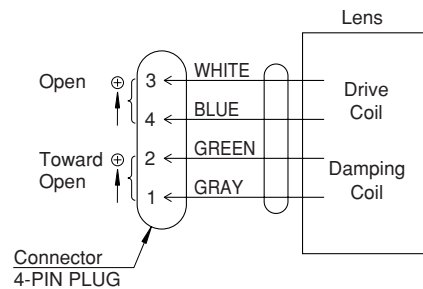 Lens
Open ⊕ 3 WHITE
Drive
Coil
4 BLUE
Toward
Open ⊕ 2 GREEN
Damping
Coil
1 GRAY
Connector
4-PIN PLUG